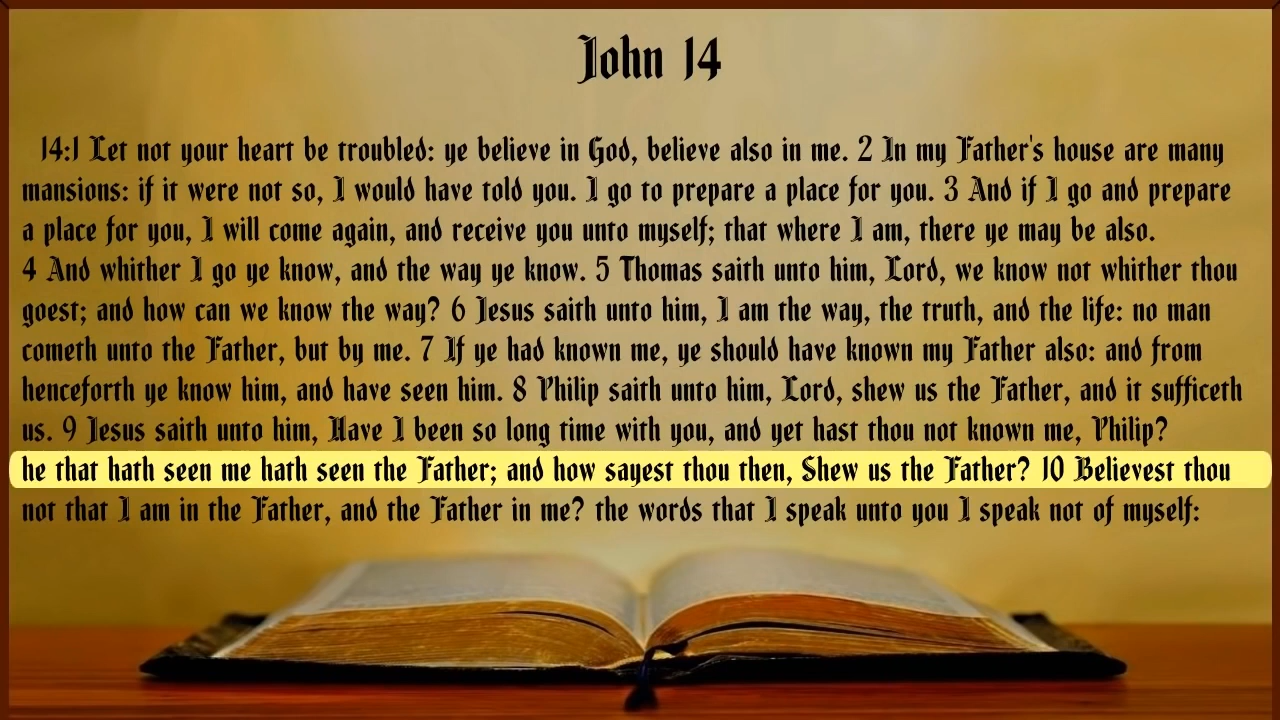 John 14
14:1 Let not your heart be troubled: ye believe in God, believe also in me. 2 In my Father's house are many
mansions: if it were not so, I would have told you. I go to prepare a place for you. 3 And if I go and prepare
a place for you, I will come again, and receive you unto myself; that where I am, there ye may be also.
4 And whither I go ye know, and the way ye know. 5 Thomas saith unto him, Lord, we know not whither thou
goest; and how can we know the way? 6 Jesus saith unto him, I am the way, the truth, and the life: no man
cometh unto the Father, but by me. 7 If ye had known me, ye should have known my Father also: and from
henceforth ye know him, and have seen him. 8 Philip saith unto him, Lord, shew us the Father, and it sufficeth
us. 9 Jesus saith unto him, Have I been so long time with you, and yet hast thou not known me, Philip?
he that hath seen me hath seen the Father; and how sayest thou then, Shew us the Father? 10 Believest thou
not that I am in the Father, and the Father in me? the words that I speak unto you I speak not of myself: